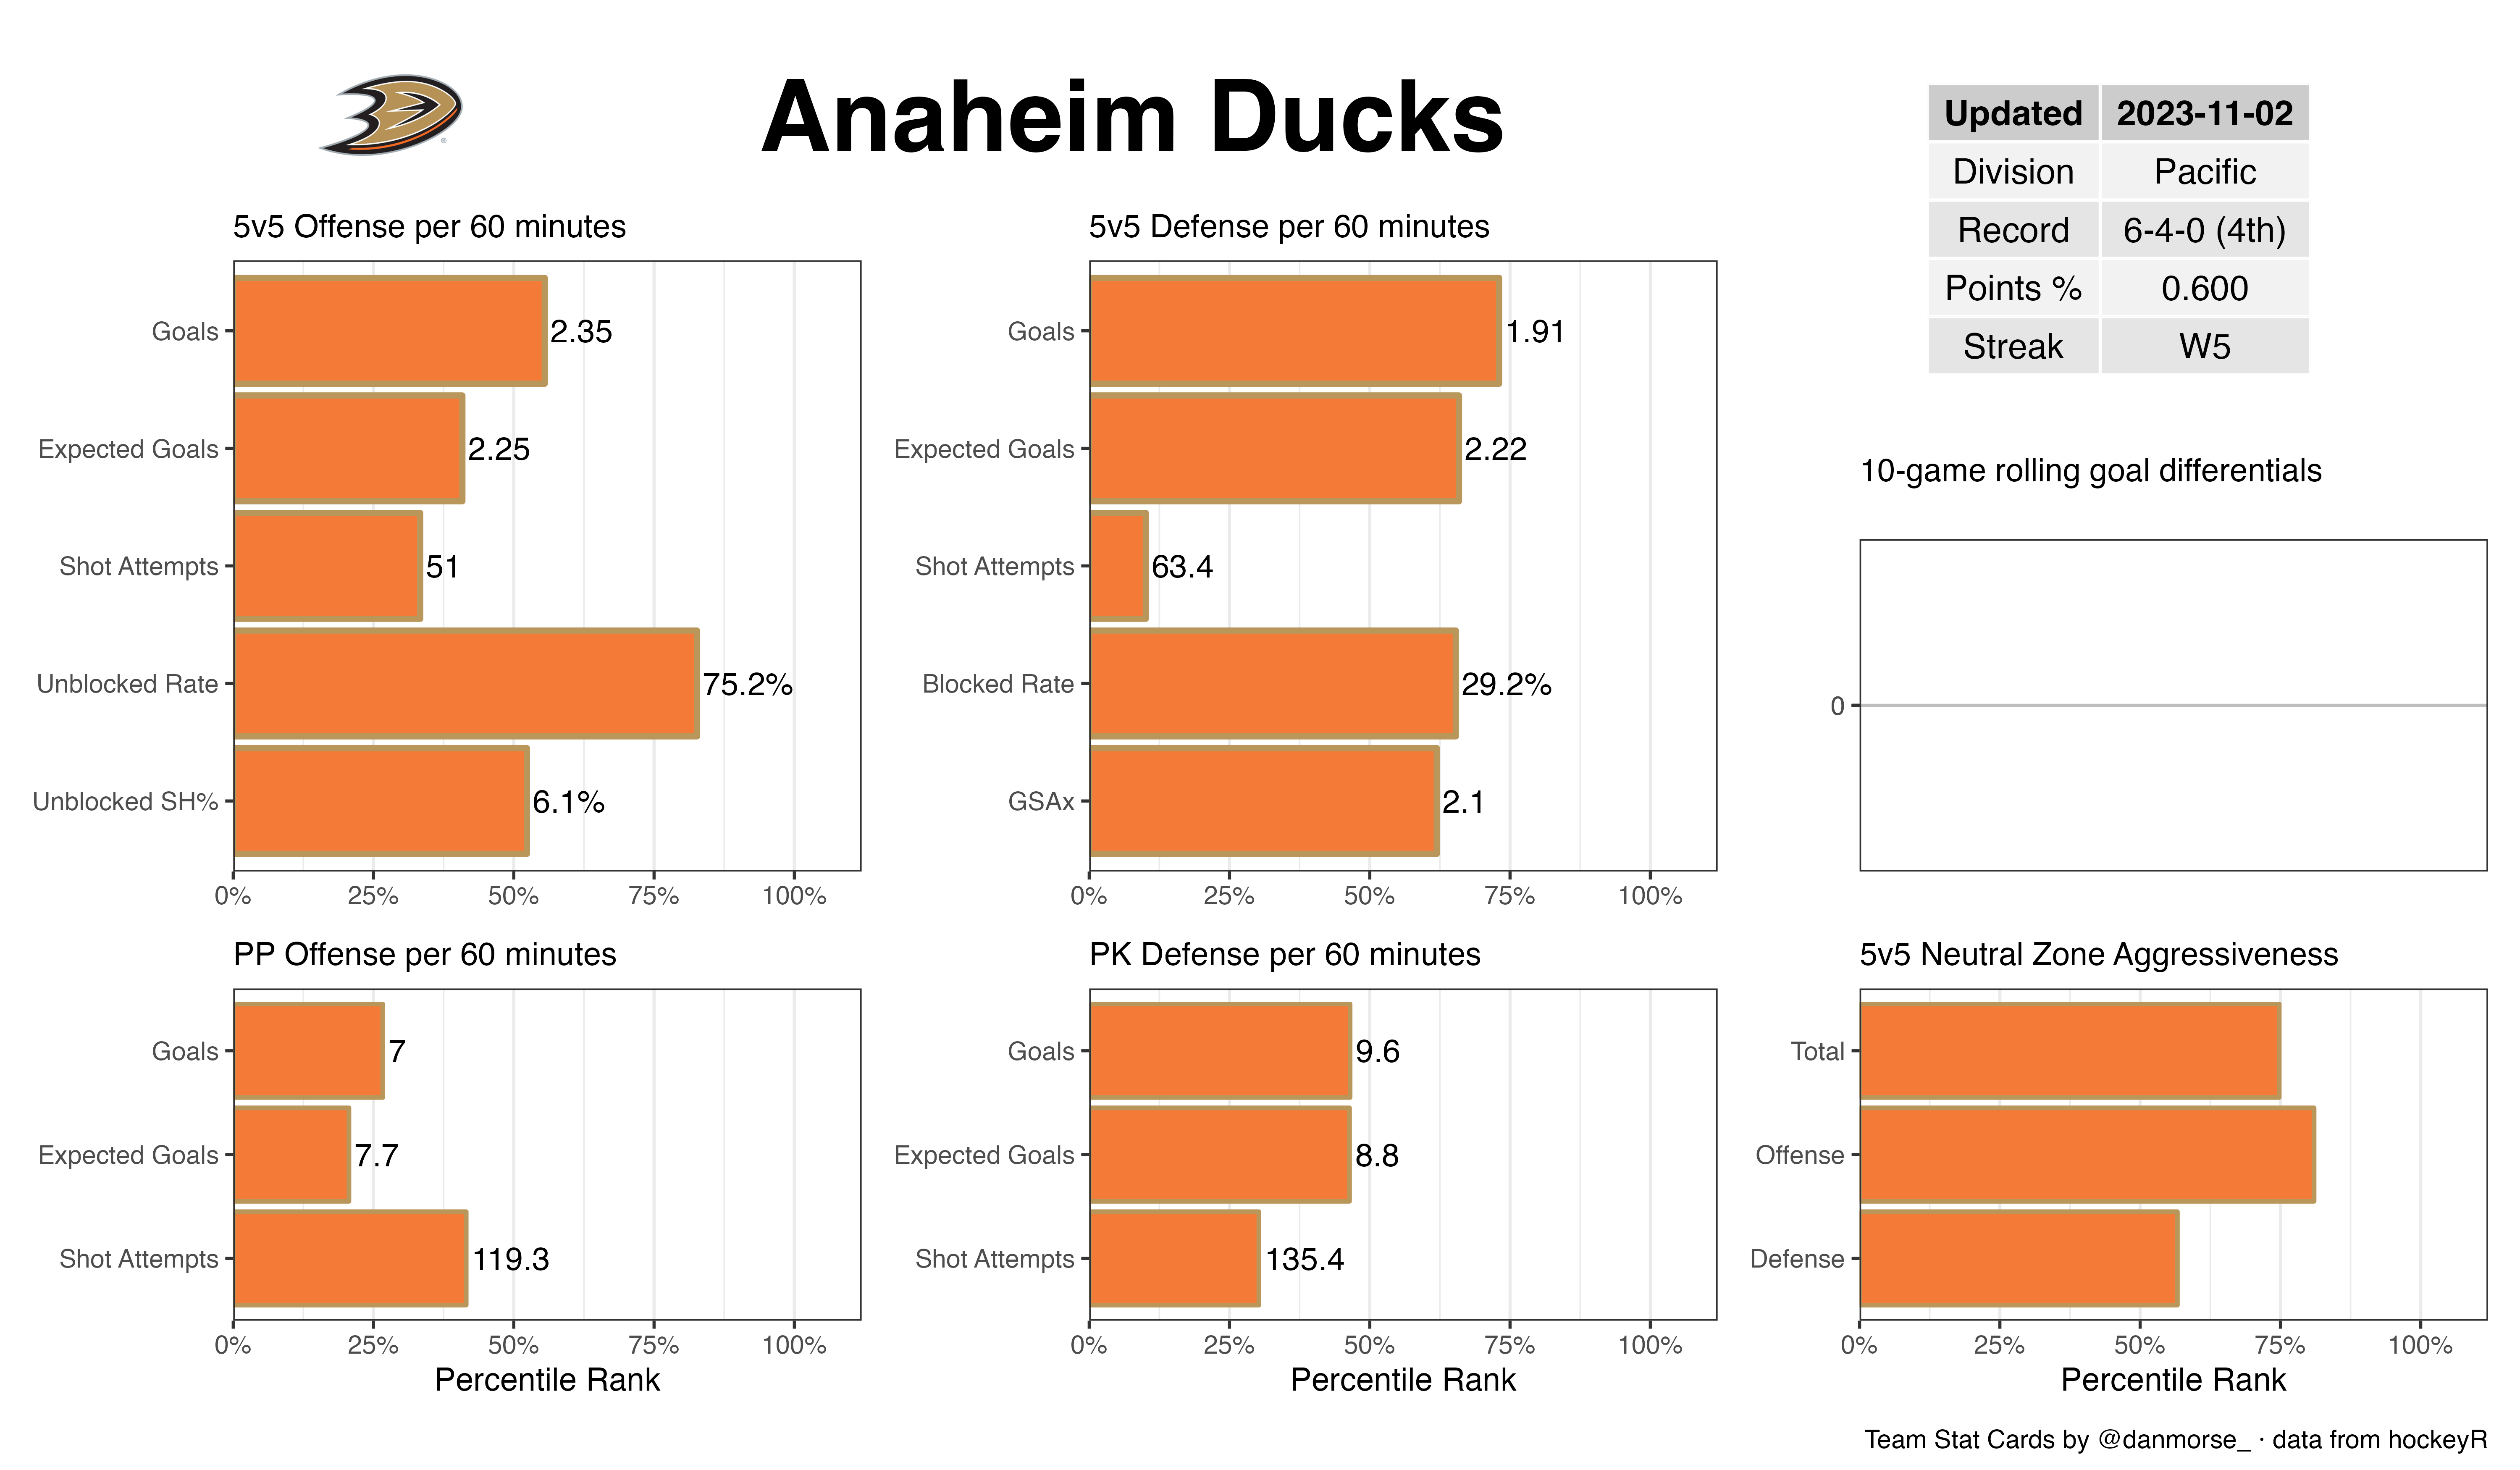 Anaheim Ducks
Updated 2023-11-02
Division Pacific
Record 6-4-0 (4th)
Points % 0.600
Streak W5
5v5 Offense per 60 minutes
Goals 2.35
Expected Goals 2.25
Shot Attempts 51
Unblocked Rate 75.2%
Unblocked SH% 6.1%
0% 25% 50% 75% 100%
5v5 Defense per 60 minutes
Goals 1.91
Expected Goals 2.22
Shot Attempts 63.4
Blocked Rate 29.2%
GSAx 2.1
0% 25% 50% 75% 100%
10-game rolling goal differentials
0
PP Offense per 60 minutes
Goals 7
Expected Goals 7.7
Shot Attempts 119.3
0% 25% 50% 75% 100%
Percentile Rank
PK Defense per 60 minutes
Goals 9.6
Expected Goals 8.8
Shot Attempts 135.4
0% 25% 50% 75% 100%
Percentile Rank
5v5 Neutral Zone Aggressiveness
Total
Offense
Defense
0% 25% 50% 75% 100%
Percentile Rank
Team Stat Cards by @danmorse_ · data from hockeyR